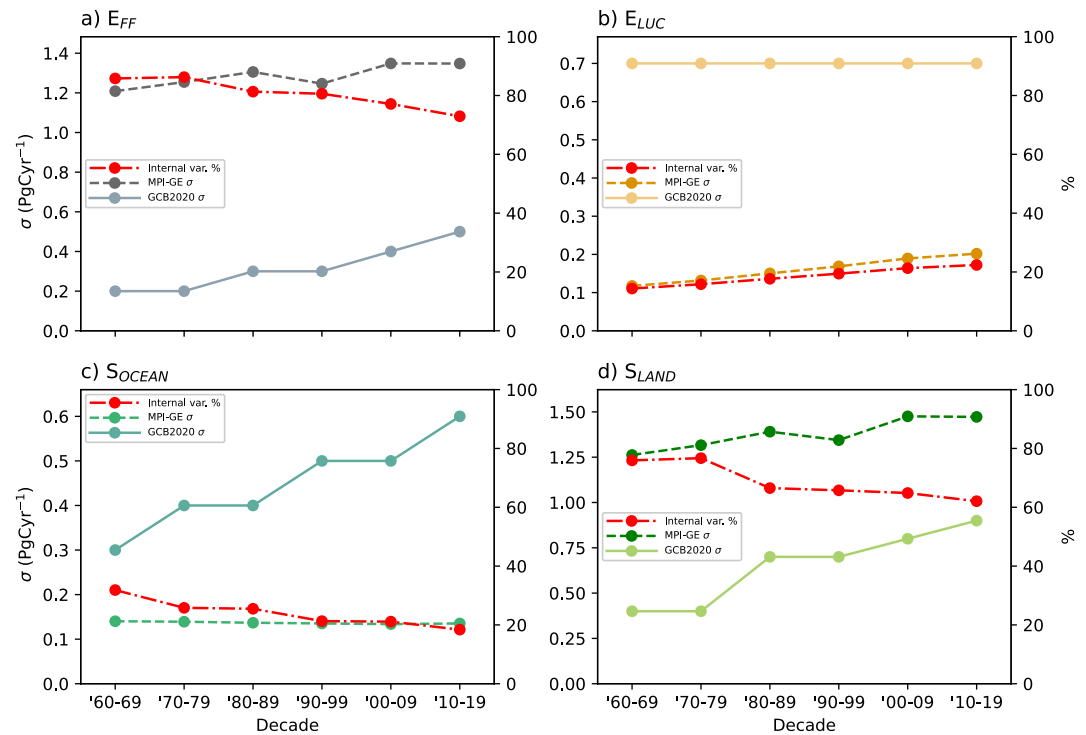 a) E_FF
1.4
1.2
1.0
0.8
0.6
0.4
0.2
0.0
σ (PgCyr⁻¹)
100
80
60
40
20
0
Internal var. %
MPI-GE σ
GCB2020 σ
b) E_LUC
0.7
0.6
0.5
0.4
0.3
0.2
0.1
0.0
100
80
60
40
20
0
%
Internal var. %
MPI-GE σ
GCB2020 σ
c) S_OCEAN
0.6
0.5
0.4
0.3
0.2
0.1
0.0
σ (PgCyr⁻¹)
100
80
60
40
20
0
Internal var. %
MPI-GE σ
GCB2020 σ
'60-69 '70-79 '80-89 '90-99 '00-09 '10-19
Decade
d) S_LAND
1.50
1.25
1.00
0.75
0.50
0.25
0.00
100
80
60
40
20
0
%
Internal var. %
MPI-GE σ
GCB2020 σ
'60-69 '70-79 '80-89 '90-99 '00-09 '10-19
Decade